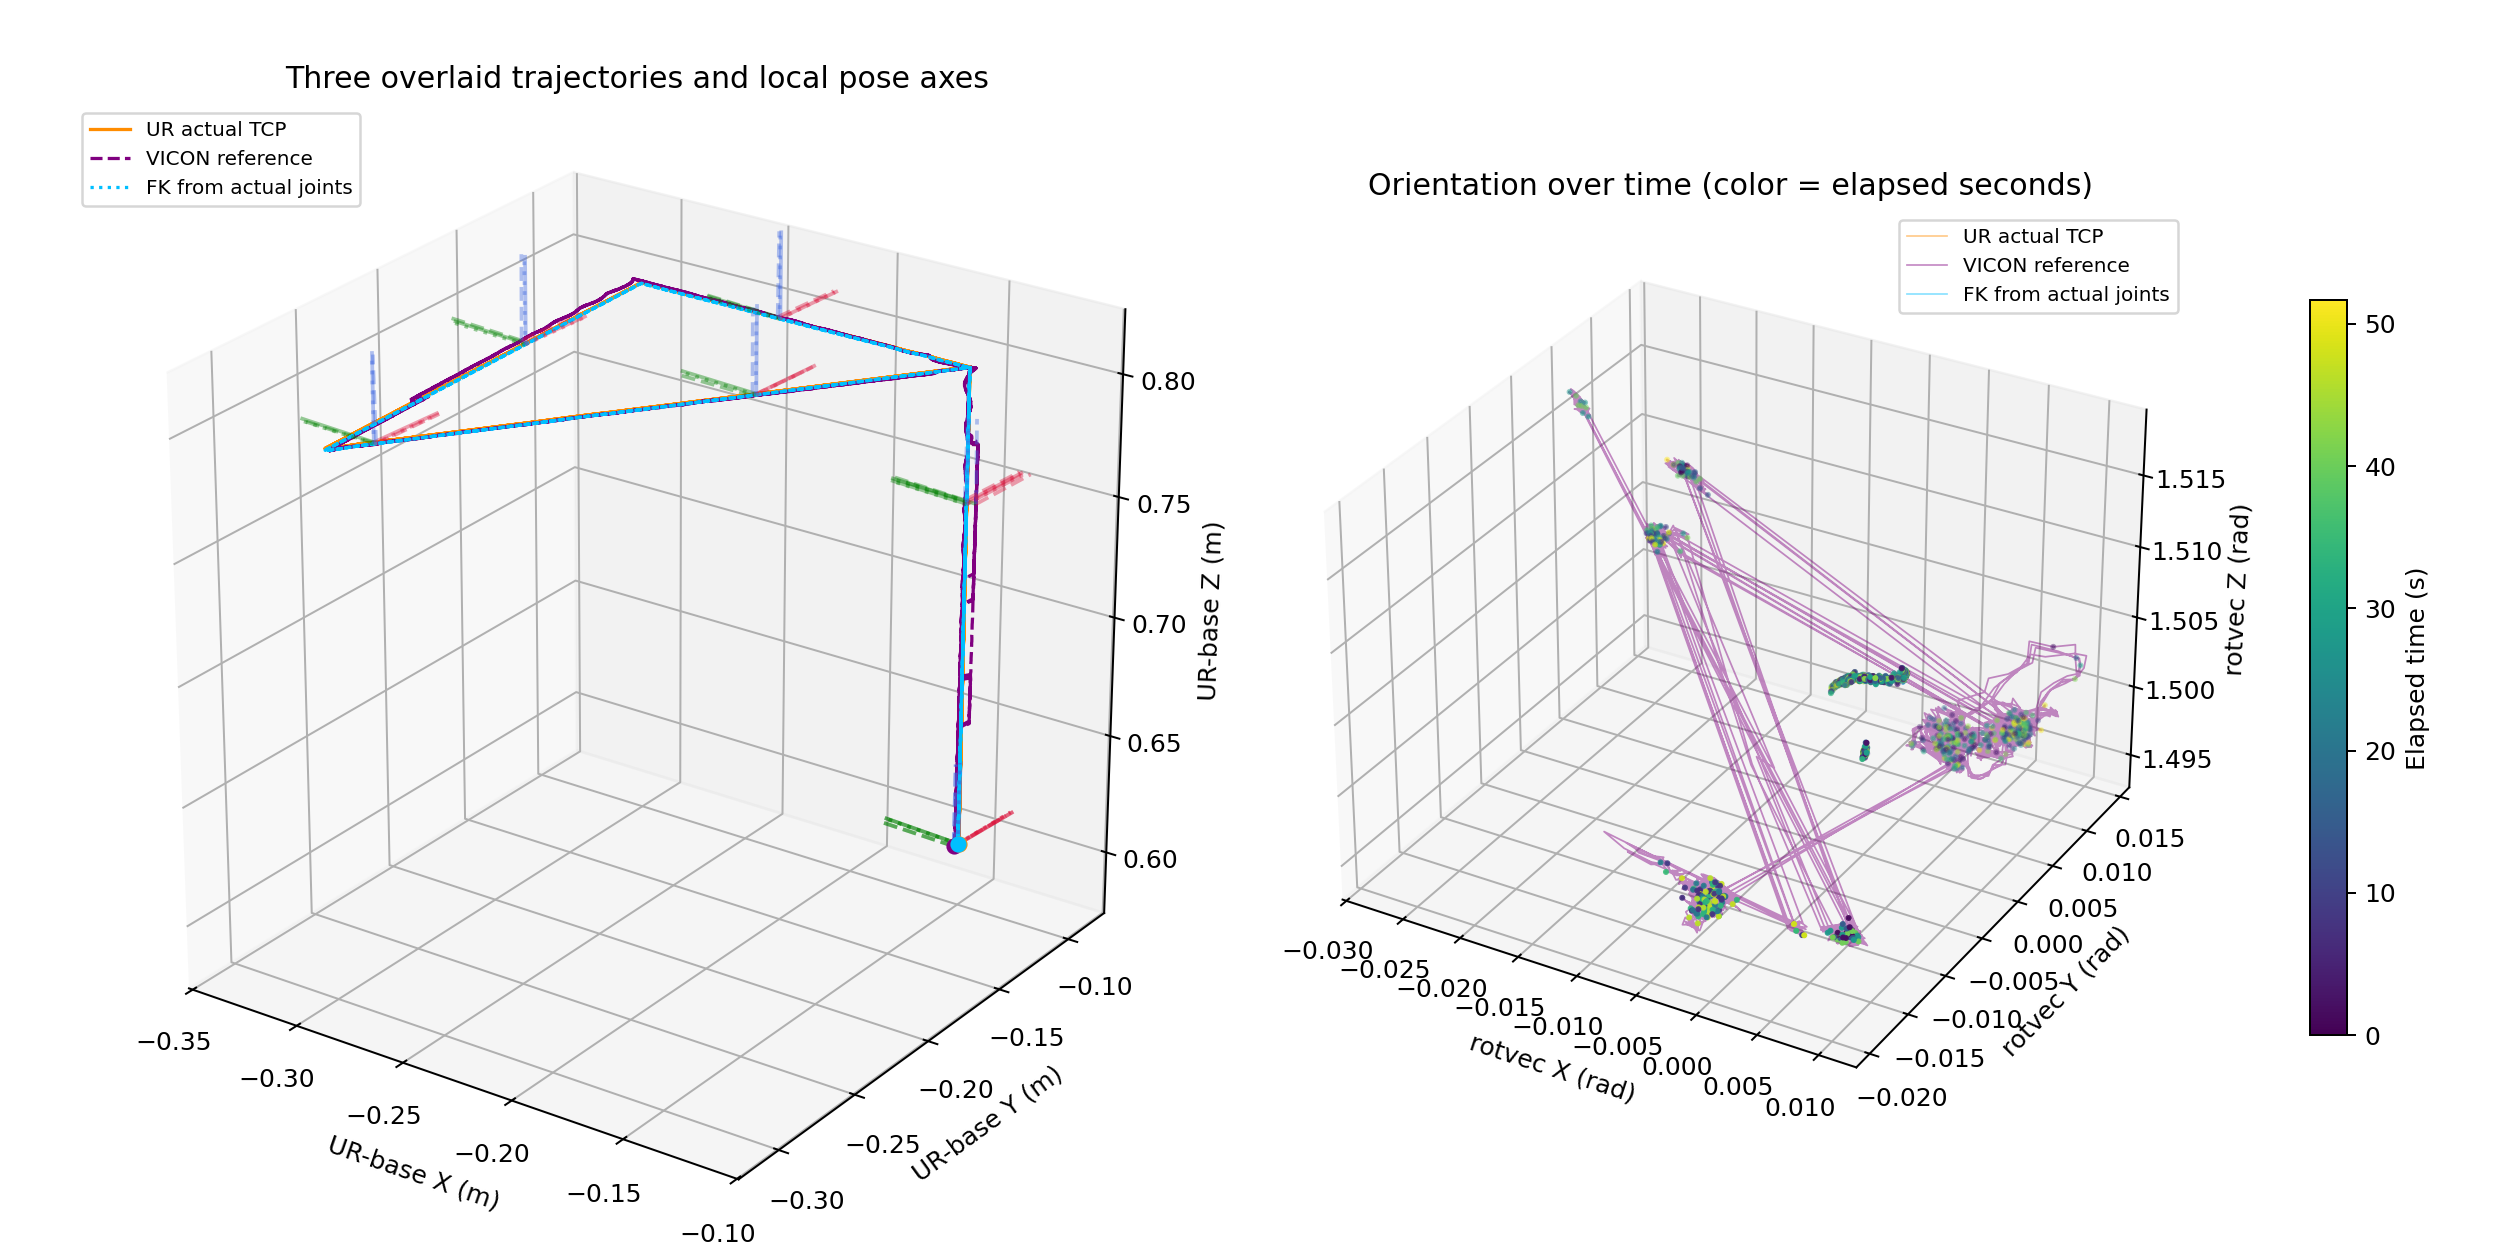 Three overlaid trajectories and local pose axes
UR actual TCP
VICON reference
FK from actual joints
0.80
0.75
0.70
0.65
0.60
UR-base Z (m)
−0.35
−0.30
−0.25
−0.20
−0.15
−0.10
UR-base X (m)
−0.10
−0.15
−0.20
−0.25
−0.30
UR-base Y (m)
Orientation over time (color = elapsed seconds)
UR actual TCP
VICON reference
FK from actual joints
1.515
1.510
1.505
1.500
1.495
rotvec Z (rad)
−0.030
−0.025
−0.020
−0.015
−0.010
−0.005
0.000
0.005
0.010
rotvec X (rad)
0.015
0.010
0.005
0.000
−0.005
−0.010
−0.015
−0.020
rotvec Y (rad)
50
40
30
20
10
0
Elapsed time (s)